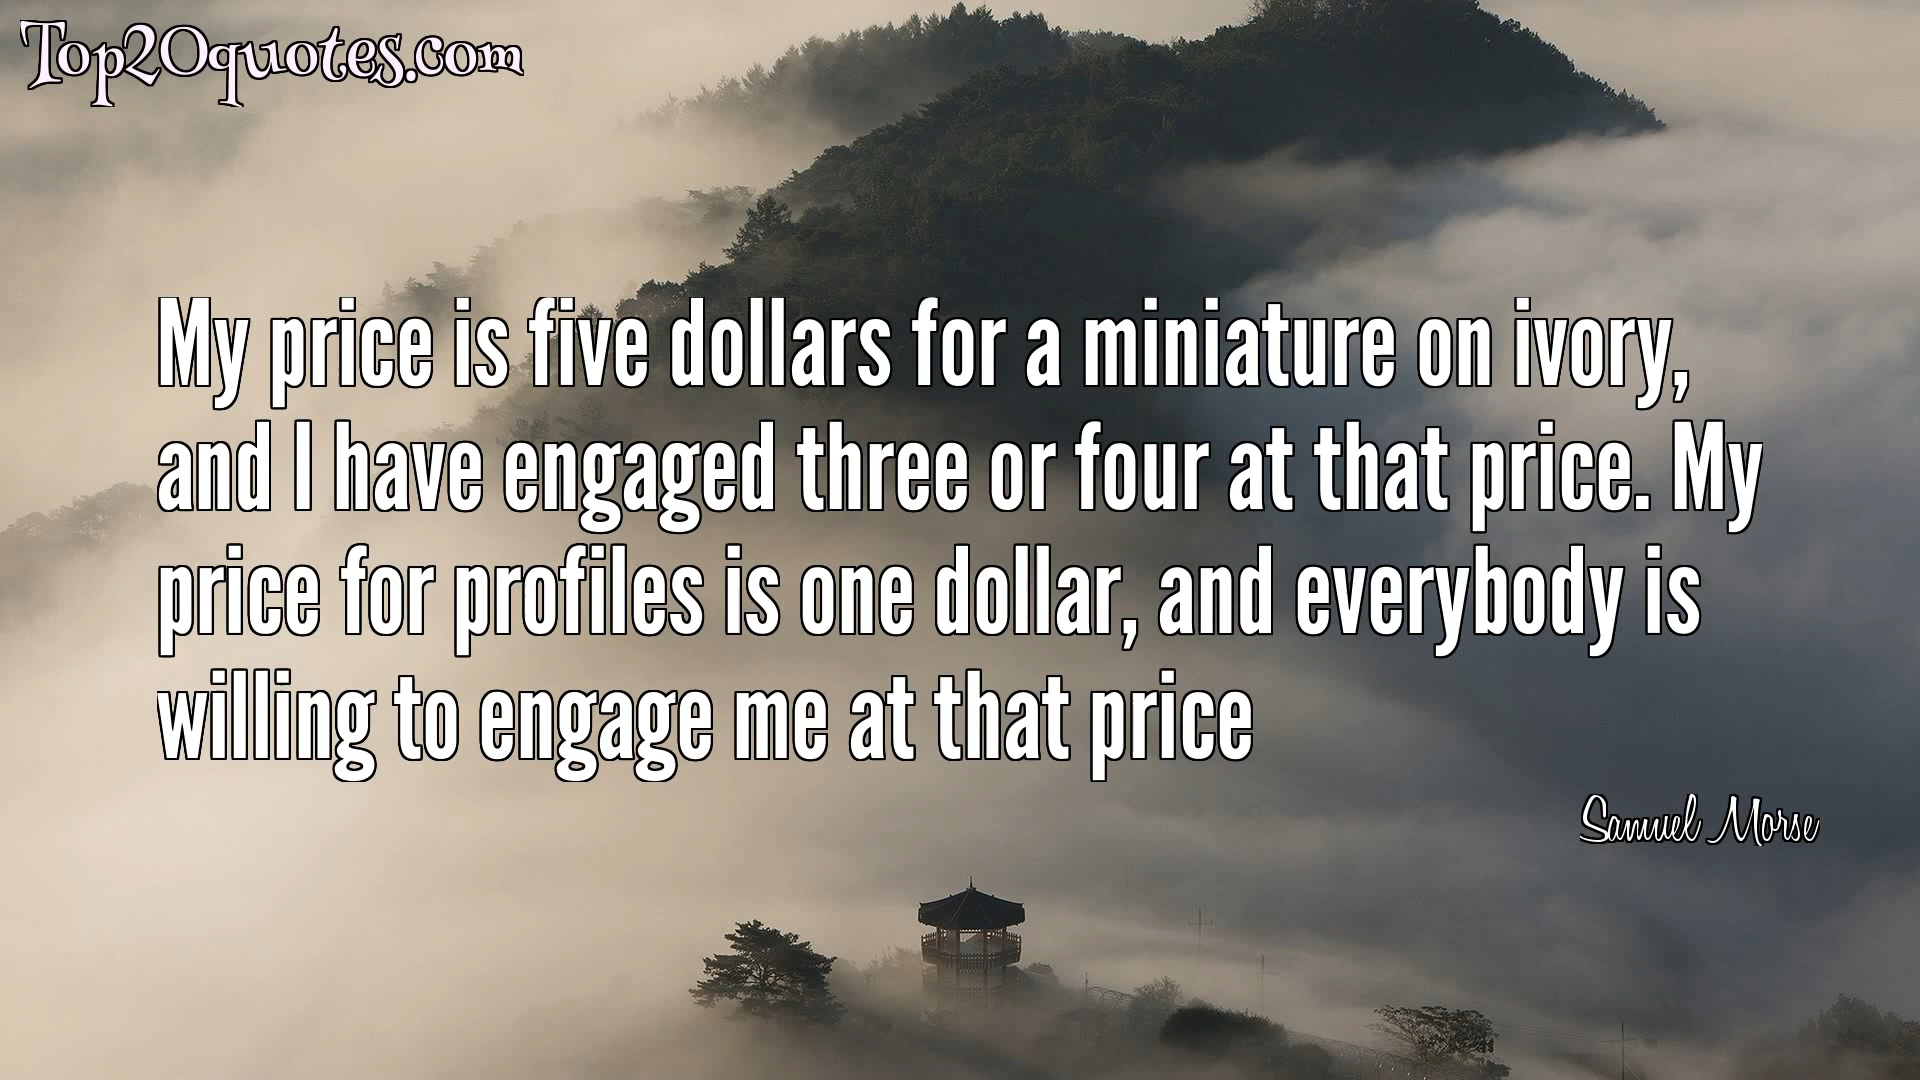 Top20quotes.com
My price is five dollars for a miniature on ivory,
and I have engaged three or four at that price. My
price for profiles is one dollar, and everybody is
willing to engage me at that price
Samuel Morse